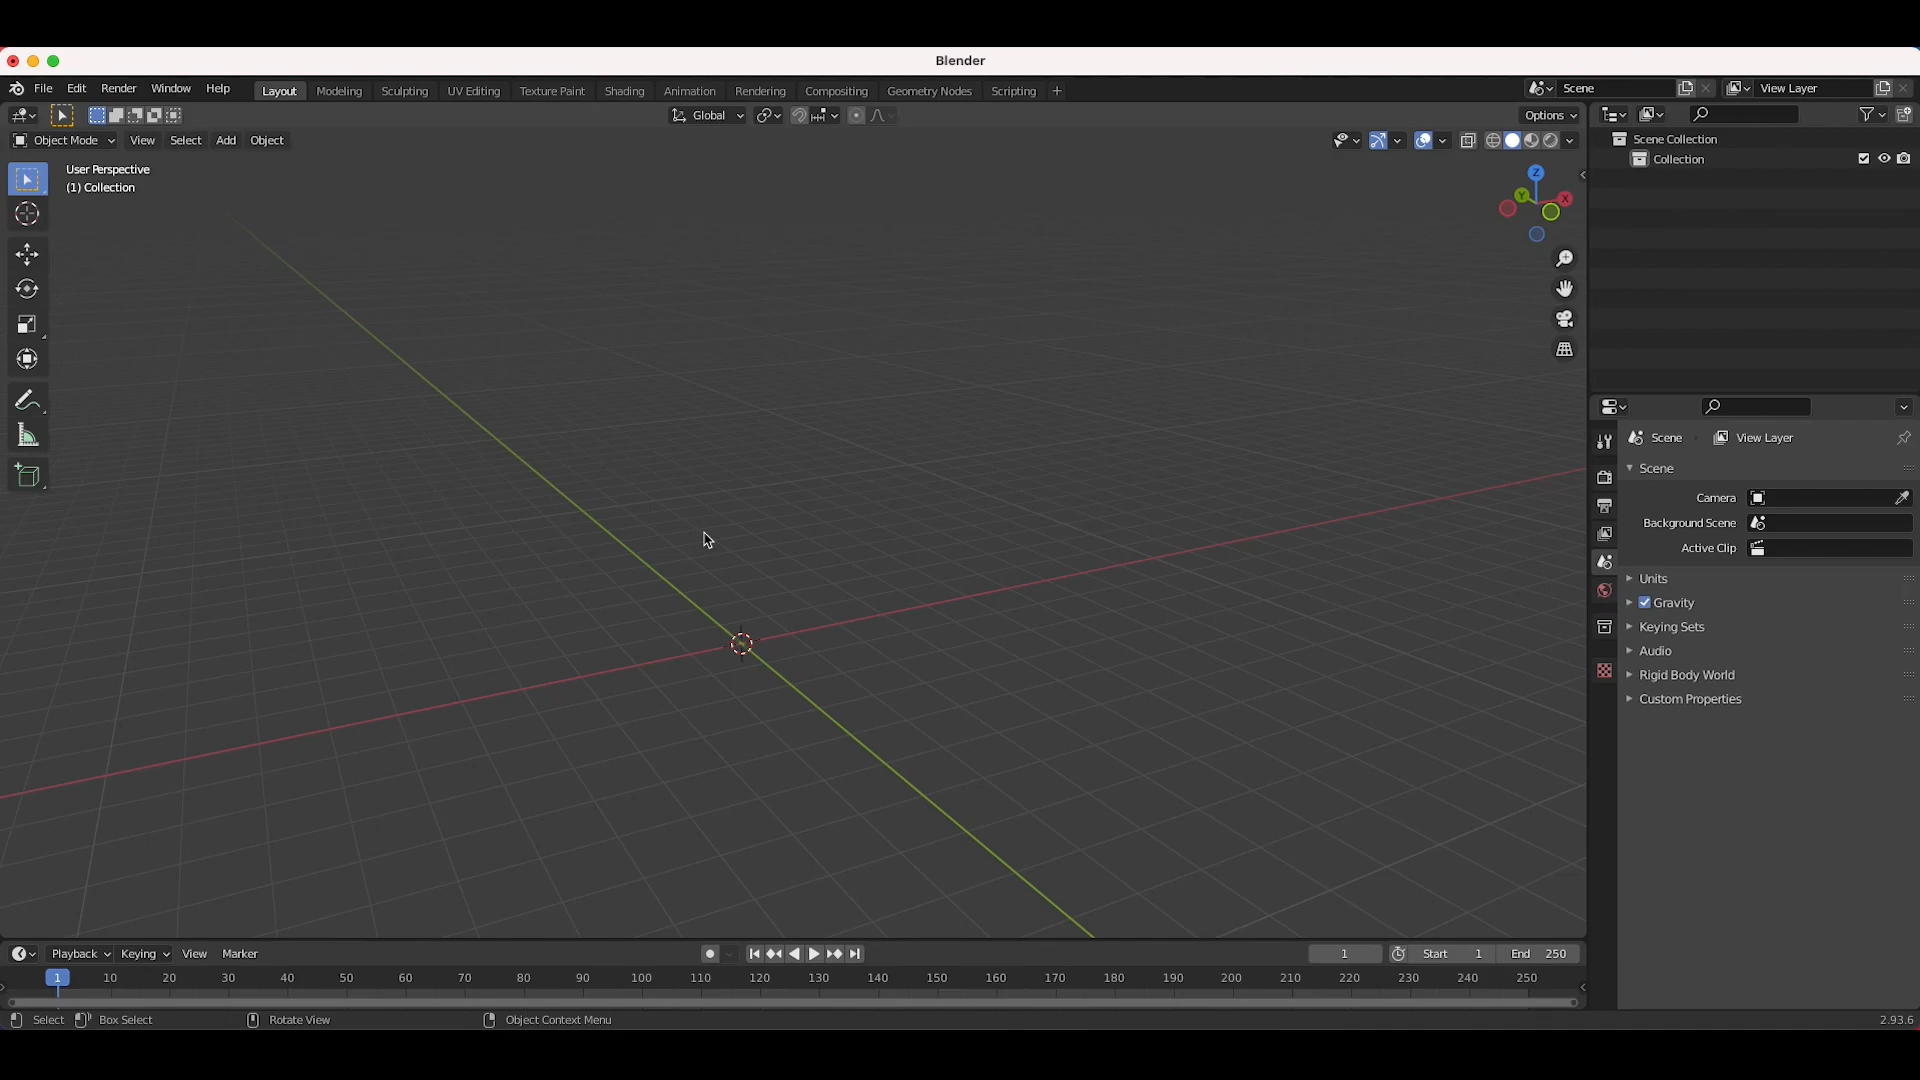 Blender
File Edit Render Window Help Layout Modeling Sculpting UV Editing Texture Paint Shading Animation Rendering Compositing Geometry Nodes Scripting + Scene View Layer
Global Options
Object Mode View Select Add Object
User Perspective
(1) Collection
Z
Y
X
Scene Collection
Collection
Scene View Layer
Scene
Camera
Background Scene
Active Clip
Units
Gravity
Keying Sets
Audio
Rigid Body World
Custom Properties
Playback Keying View Marker 1 Start 1 End 250
1 10 20 30 40 50 60 70 80 90 100 110 120 130 140 150 160 170 180 190 200 210 220 230 240 250
Select Box Select Rotate View Object Context Menu 2.93.6